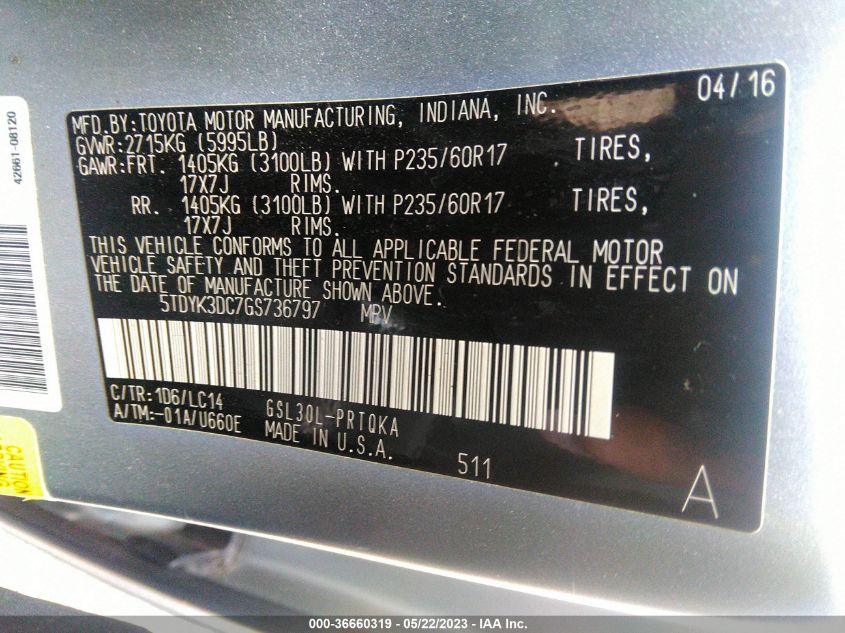 04/16
MFD.BY:TOYOTA MOTOR MANUFACTURING, INDIANA, INC.
GVWR:2715KG (5995LB)
GAWR:FRT. 1405KG (3100LB) WITH P235/60R17 TIRES,
17X7J RIMS.
RR. 1405KG (3100LB) WITH P235/60R17 TIRES,
17X7J RIMS.
THIS VEHICLE CONFORMS TO ALL APPLICABLE FEDERAL MOTOR
VEHICLE SAFETY AND THEFT PREVENTION STANDARDS IN EFFECT ON
THE DATE OF MANUFACTURE SHOWN ABOVE.
5TDYK3DC7GS736797 MPV
C/TR:1D6/LC14 GSL30L-PRTQKA
A/TM:-01A/U660E MADE IN U.S.A.
511
A
42661-08120
CAUTION
000-36660319 - 05/22/2023 - IAA Inc.